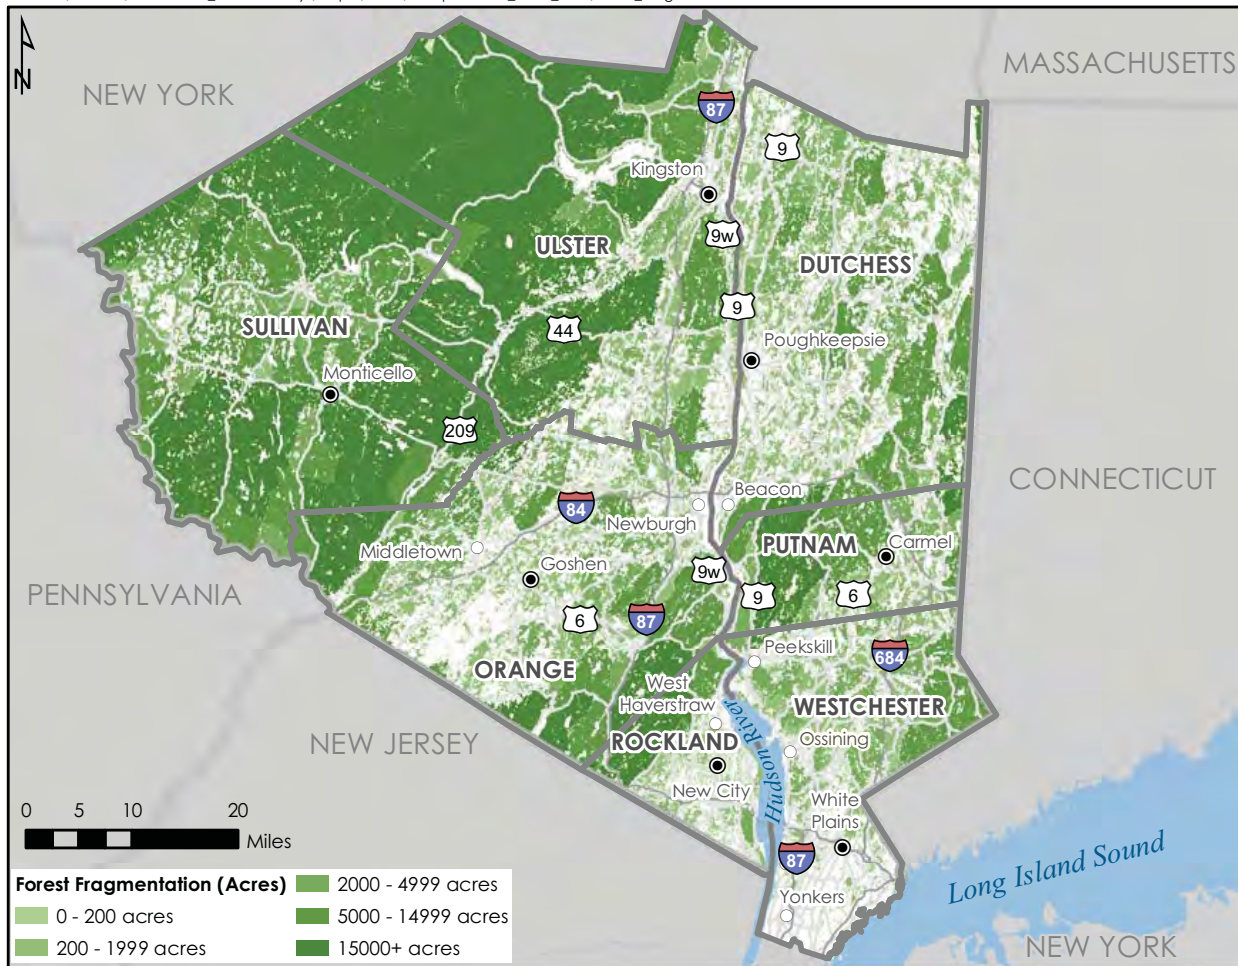 N
NEW YORK
MASSACHUSETTS
87
9
Kingston
9w
ULSTER
DUTCHESS
9
SULLIVAN
44
Poughkeepsie
Monticello
209
CONNECTICUT
84
Beacon
Newburgh
Middletown
PUTNAM
Carmel
Goshen
9w
PENNSYLVANIA
9
6
6
87
Peekskill
684
ORANGE
West
Haverstraw
WESTCHESTER
Hudson River
NEW JERSEY
ROCKLAND
Ossining
New City
White
Plains
0 5 10 20
Miles
87
Long Island Sound
Yonkers
NEW YORK
Forest Fragmentation (Acres)
0 - 200 acres
200 - 1999 acres
2000 - 4999 acres
5000 - 14999 acres
15000+ acres